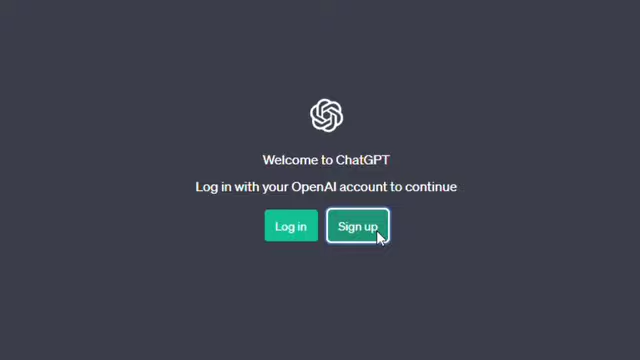 Welcome to ChatGPT
Log in with your OpenAI account to continue
Log in
Sign up